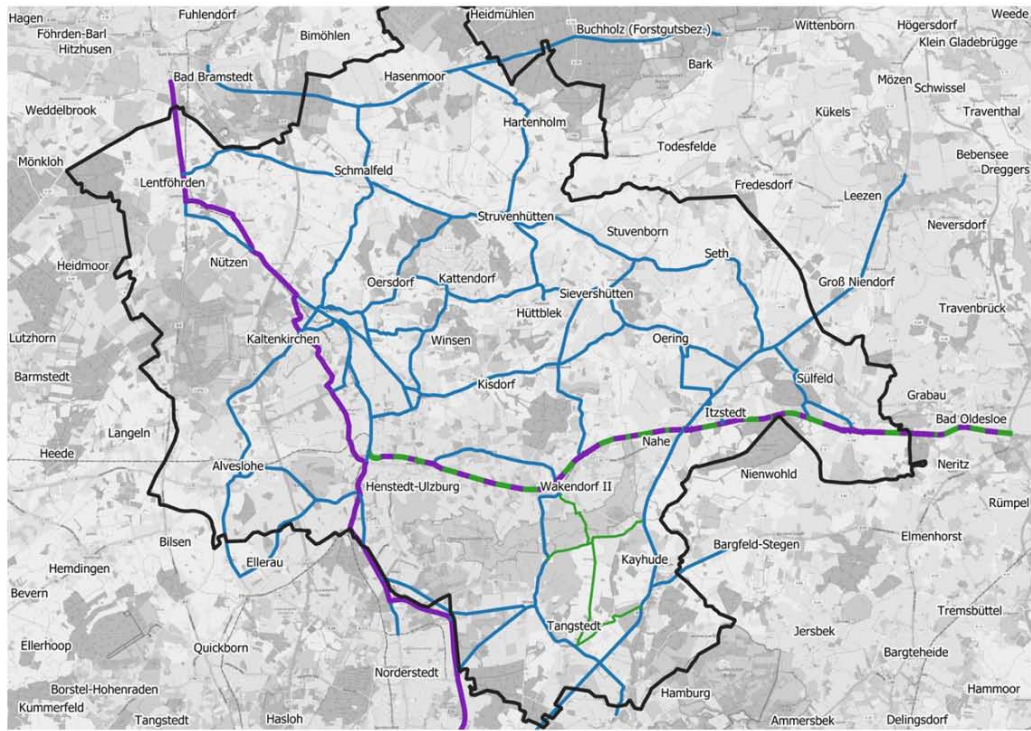 Hagen
Fuhlendorf
Heidmühlen
Weede
Föhrden-Barl
Bimöhlen
Buchholz (Forstgutsbez.)
Wittenborn
Högersdorf
Hitzhusen
Klein Gladebrügge
Bark
Bad Bramstedt
Hasenmoor
Mözen
Schwissel
Weddelbrook
Hartenholm
Kükels
Traventhal
Todesfelde
Mönkloh
Bebensee
Schmalfeld
Dreggers
Lentföhrden
Fredesdorf
Leezen
Struvenhütten
Neversdorf
Stuvenborn
Nützen
Heidmoor
Seth
Oersdorf
Kattendorf
Groß Niendorf
Sievershütten
Hüttblek
Travenbrück
Lutzhorn
Kaltenkirchen
Winsen
Oering
Barmstedt
Kisdorf
Sülfeld
Grabau
Itzstedt
Bad Oldesloe
Langeln
Nahe
Heede
Alveslohe
Neritz
Nienwohld
Henstedt-Ulzburg
Wakendorf II
Rümpel
Bilsen
Elmenhorst
Bargfeld-Stegen
Ellerau
Kayhude
Hemdingen
Bevern
Tremsbüttel
Tangstedt
Jersbek
Ellerhoop
Quickborn
Bargteheide
Norderstedt
Borstel-Hohenraden
Hamburg
Hammoor
Kummerfeld
Tangstedt
Hasloh
Ammersbek
Delingsdorf